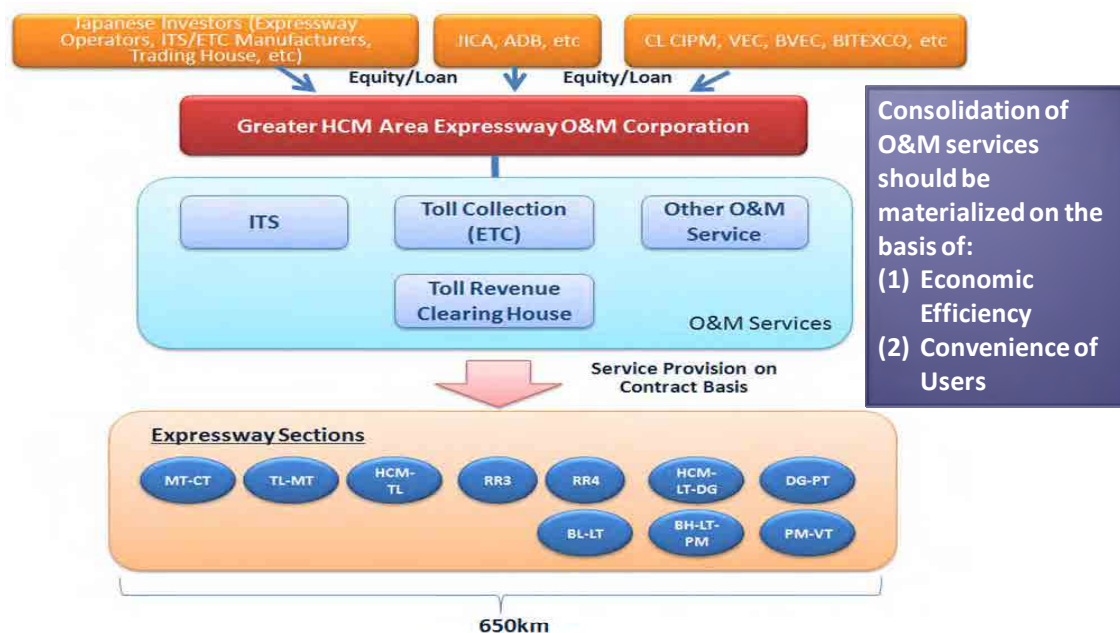 Japanese Investors (Expressway
Operators, ITS/ETC Manufacturers,
Trading House, etc)
JICA, ADB, etc
CL CIPM, VEC, BVEC, BITEXCO, etc
Equity/Loan
Equity/Loan
Greater HCM Area Expressway O&M Corporation
ITS
Toll Collection
(ETC)
Other O&M
Service
Toll Revenue
Clearing House
O&M Services
Consolidation of
O&M services
should be
materialized on the
basis of:
(1) Economic
Efficiency
(2) Convenience of
Users
Service Provision on
Contract Basis
Expressway Sections
MT-CT
TL-MT
HCM-
TL
RR3
RR4
HCM-
LT-DG
DG-PT
BL-LT
BH-LT-
PM
PM-VT
650km